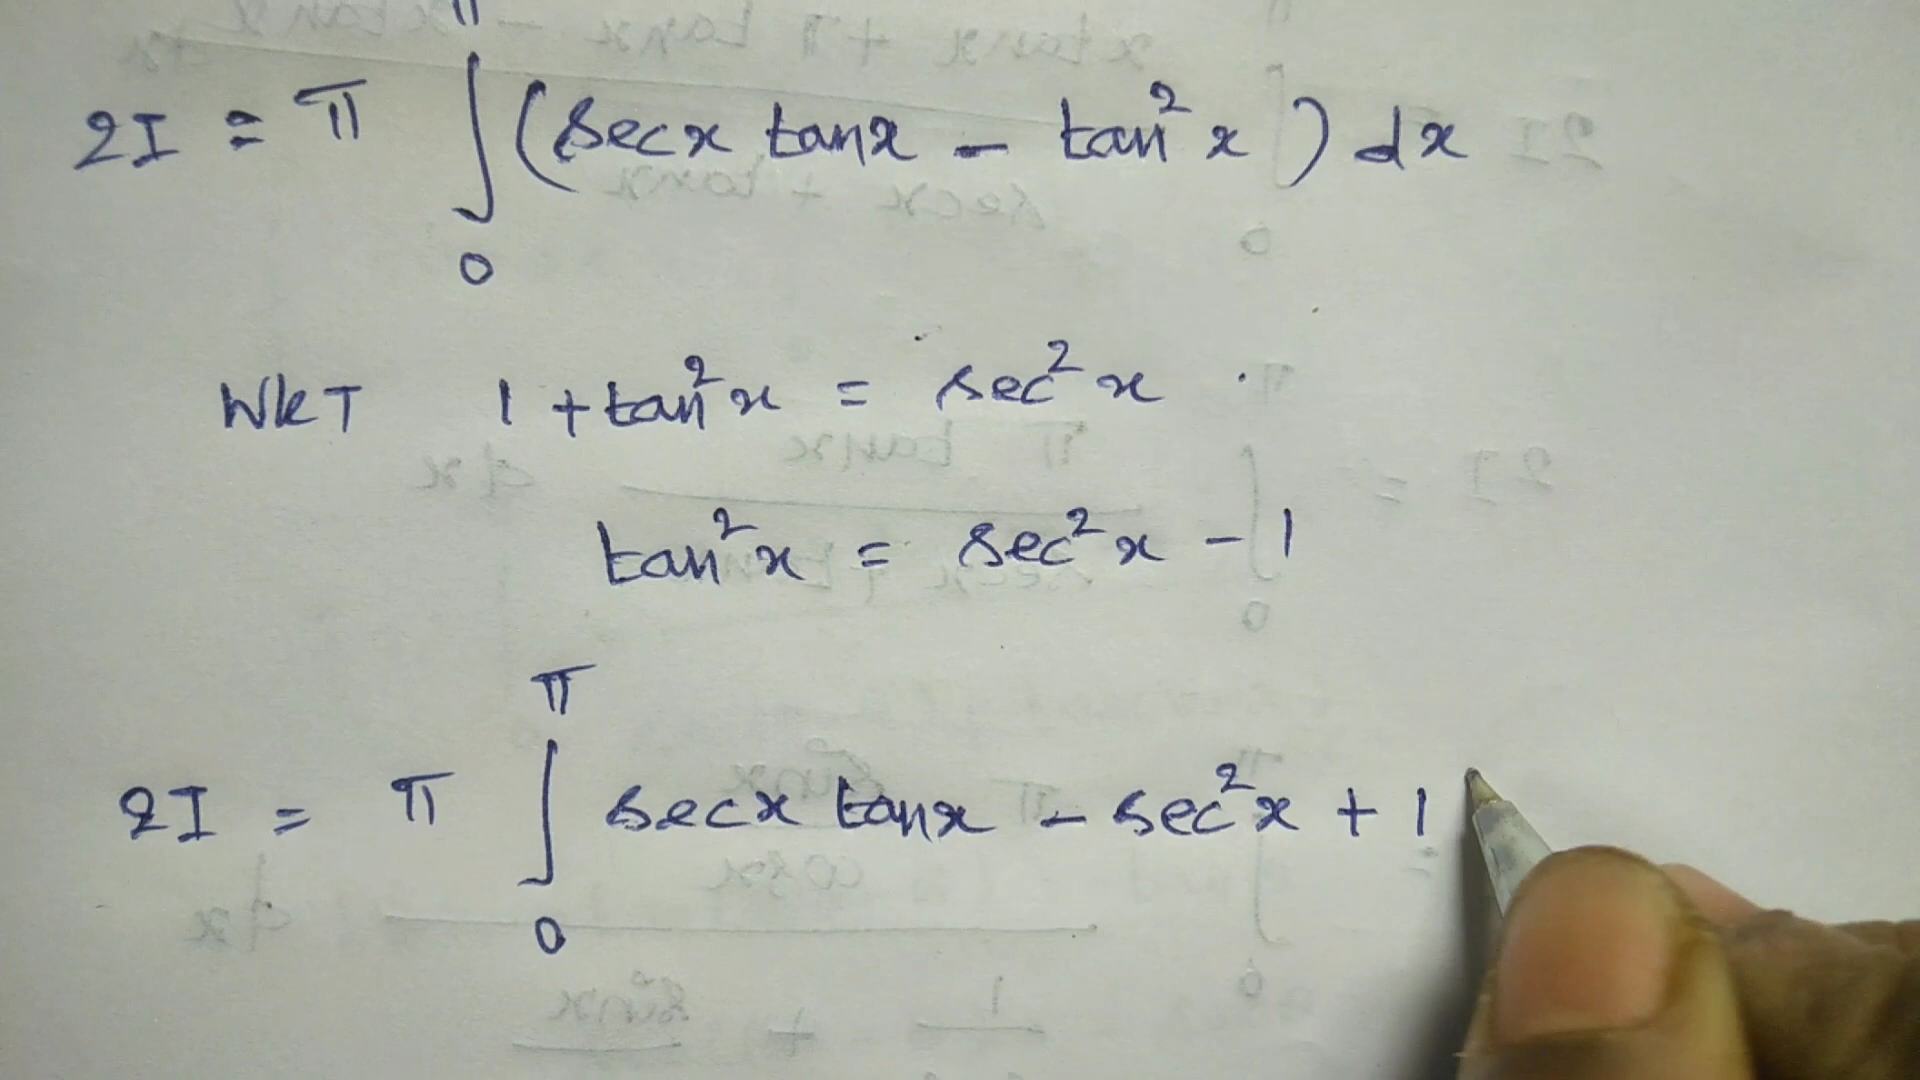 π
2I = π ∫ (secx tanx - tan²x) dx
0
WKT 1 + tan²x = sec²x .
tan²x = sec²x - 1
π
2I = π ∫ secx tanx - sec²x + 1
0